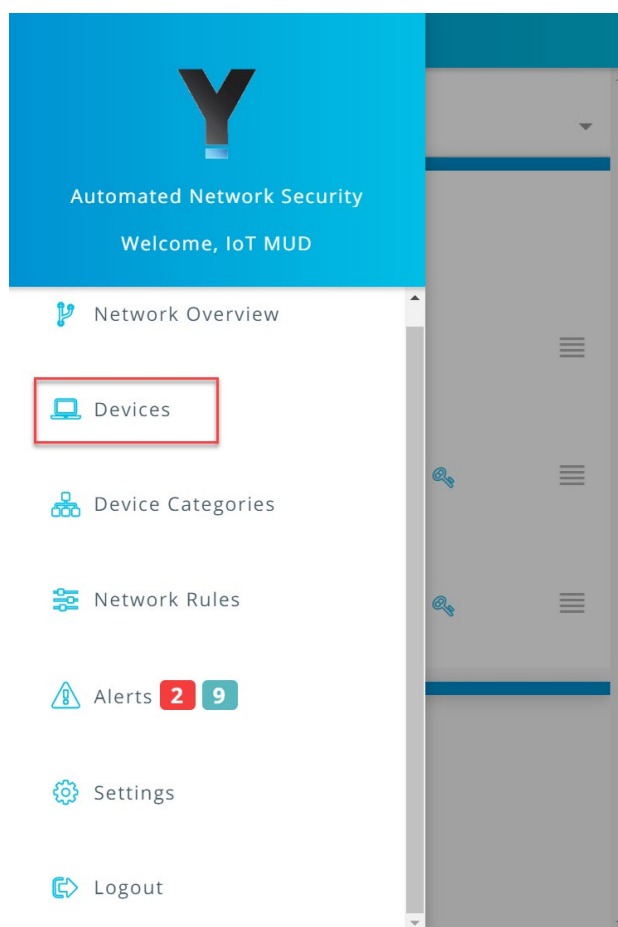 Y
Automated Network Security
Welcome, IoT MUD
Network Overview
Devices
Device Categories
Network Rules
Alerts 2 9
Settings
Logout